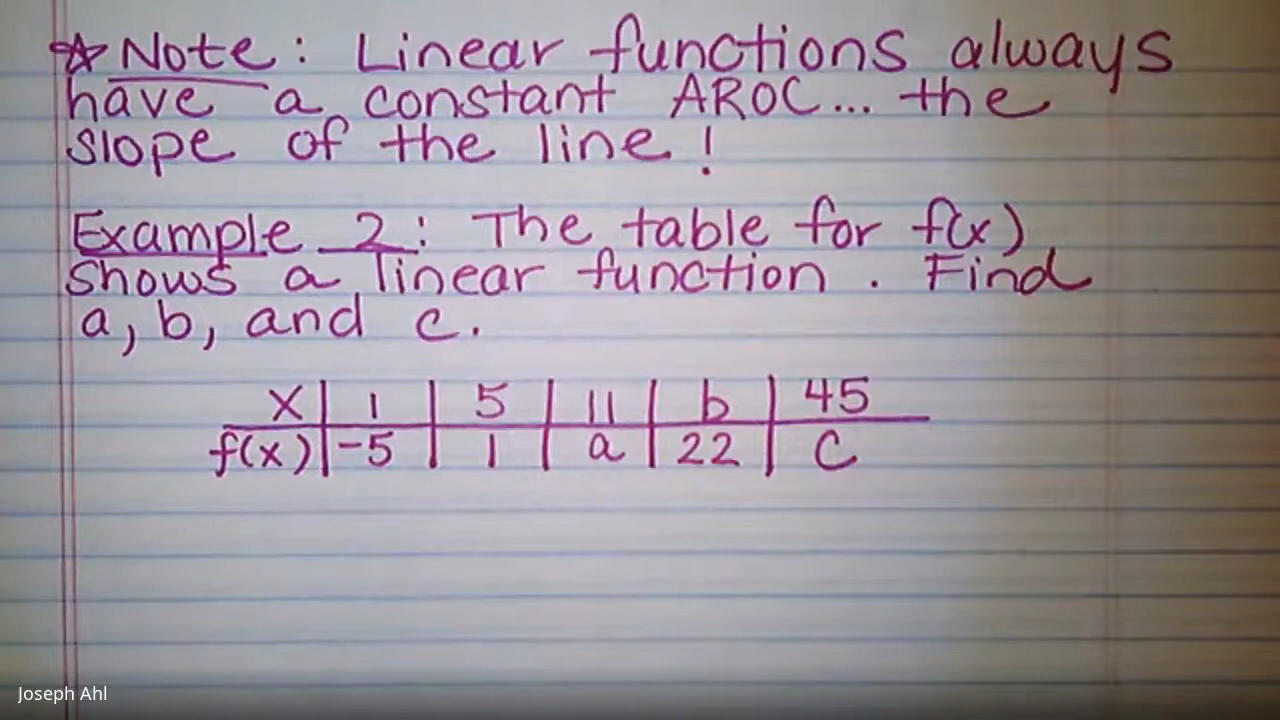 ☆ Note: Linear functions always
have a constant AROC... the
slope of the line!
Example 2: The table for f(x)
shows a linear function. Find
a, b, and c.
x | 1 | 5 | 11 | b | 45
f(x) | -5 | 1 | a | 22 | C
Joseph Ahl